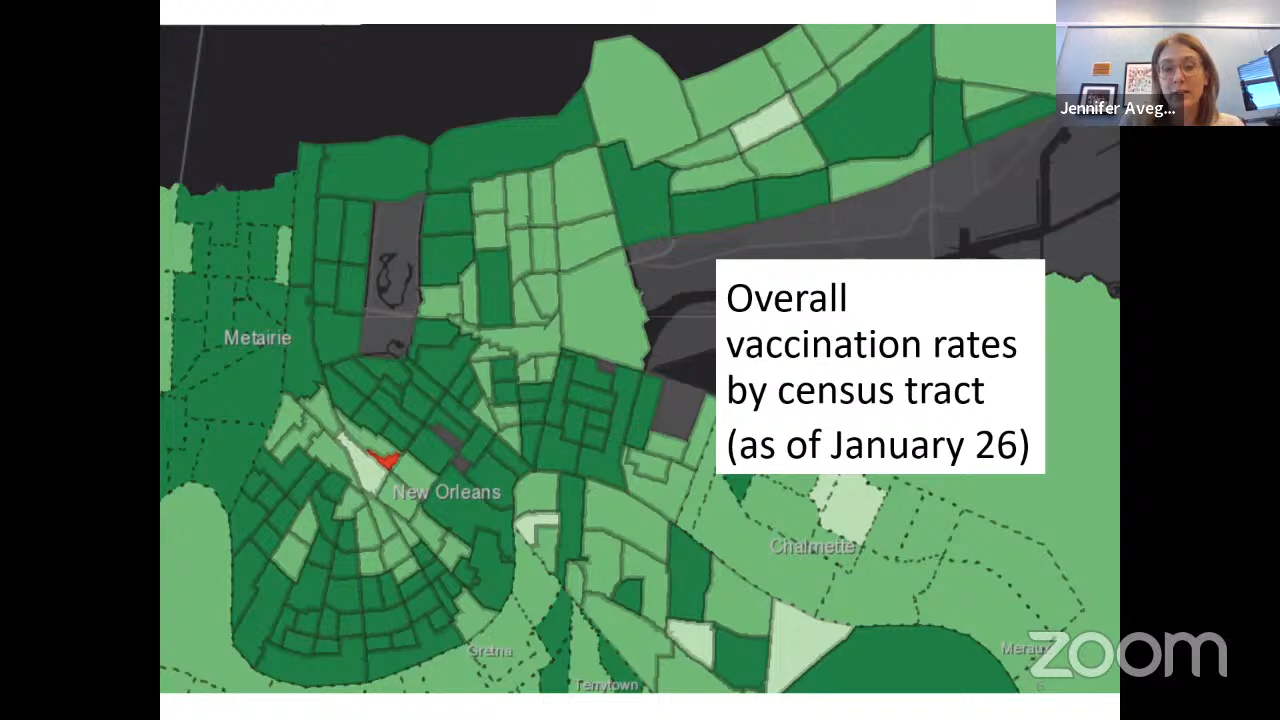 Jennifer Aveg...
Overall
vaccination rates
by census tract
(as of January 26)
Metairie
New Orleans
Chalmette
Gretna
Terrytown
zoom